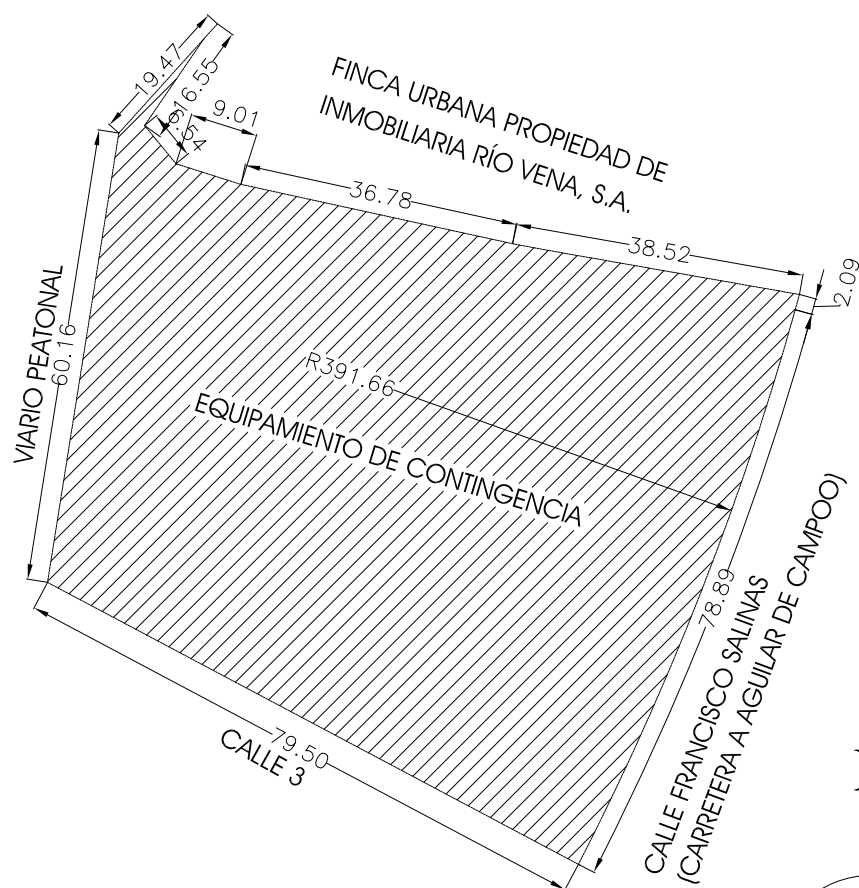 19.47
16.55
6.54
9.01
FINCA URBANA PROPIEDAD DE
INMOBILIARIA RÍO VENA, S.A.
36.78
38.52
2.09
VIARIO PEATONAL
60.16
R391.66
EQUIPAMIENTO DE CONTINGENCIA
78.89
CALLE FRANCISCO SALINAS
(CARRETERA A AGUILAR DE CAMPOO)
79.50
CALLE 3